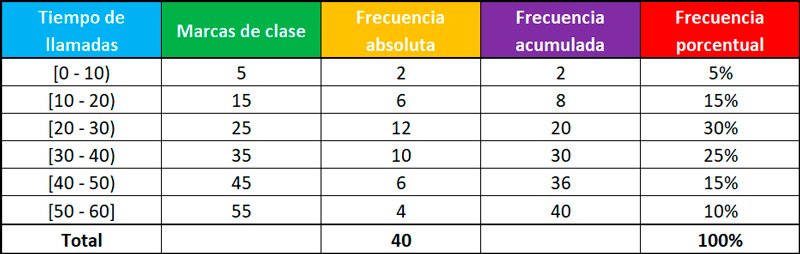 Tiempo de llamadas Marcas de clase Frecuencia absoluta Frecuencia acumulada Frecuencia porcentual
[0 - 10) 5 2 2 5%
[10 - 20) 15 6 8 15%
[20 - 30) 25 12 20 30%
[30 - 40) 35 10 30 25%
[40 - 50) 45 6 36 15%
[50 - 60] 55 4 40 10%
Total 40 100%